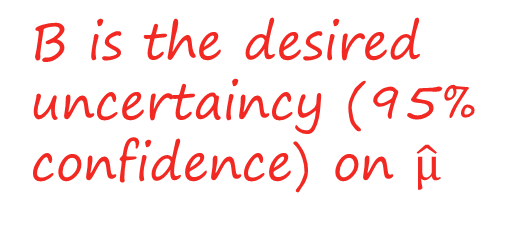 B is the desired
uncertaincy (95%
confidence) on μ̂